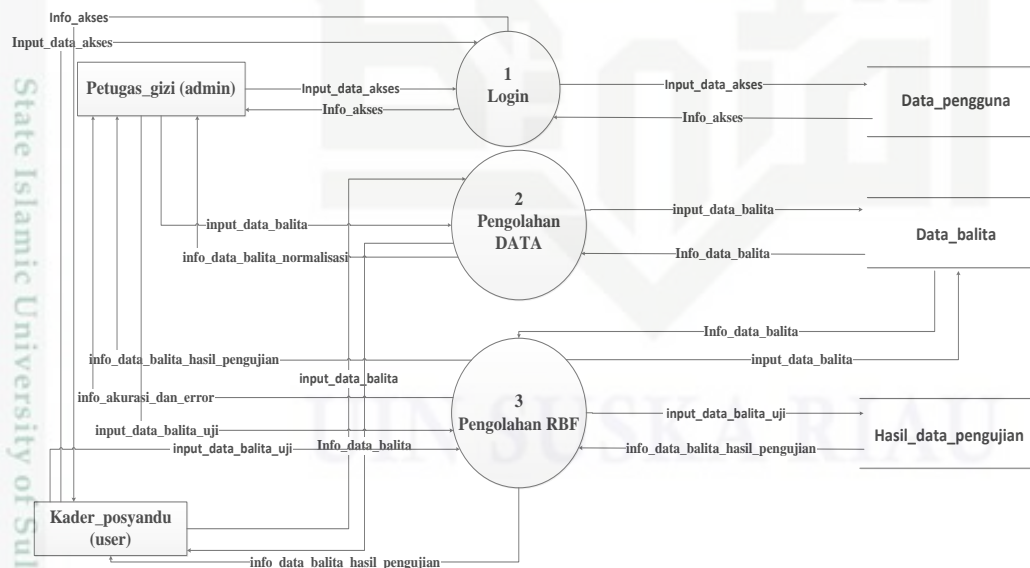 Info_akses
Input_data_akses
Petugas_gizi (admin)
Input_data_akses
Info_akses
1
Login
Input_data_akses
Info_akses
Data_pengguna
2
Pengolahan
DATA
input_data_balita
info_data_balita_normalisasi
input_data_balita
Info_data_balita
Data_balita
Info_data_balita
input_data_balita
info_data_balita_hasil_pengujian
input_data_balita
info_akurasi_dan_error
input_data_balita_uji
input_data_balita_uji
Info_data_balita
3
Pengolahan RBF
input_data_balita_uji
info_data_balita_hasil_pengujian
Hasil_data_pengujian
Kader_posyandu
(user)
info_data_balita_hasil_pengujian
State Islamic University of Sul
UIN SUSKA RIAU